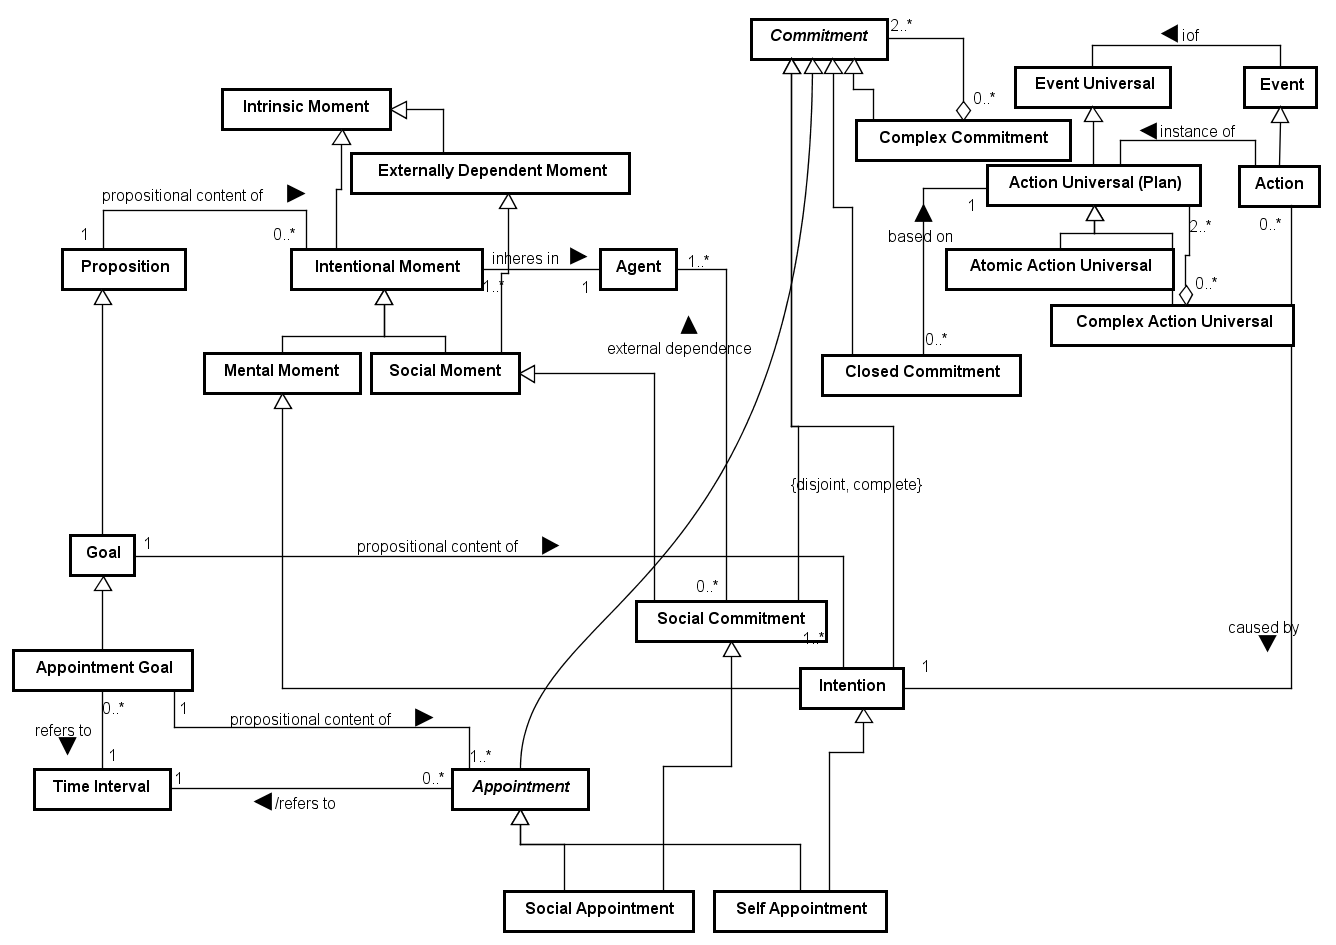 Commitment
2..*
iof
Event Universal
Event
0..*
Intrinsic Moment
Complex Commitment
instance of
Externally Dependent Moment
Action Universal (Plan)
Action
propositional content of
1
0..*
1
based on
2..*
0..*
Proposition
Intentional Moment
inheres in
1..*
1
Agent
1..*
Atomic Action Universal
0..*
Complex Action Universal
external dependence
0..*
Mental Moment
Social Moment
Closed Commitment
{disjoint, complete}
Goal
1
propositional content of
0..*
Social Commitment
1..*
caused by
Appointment Goal
Intention
1
0..*
1
refers to
propositional content of
1
1..*
Time Interval
1
0..*
Appointment
/refers to
Social Appointment
Self Appointment